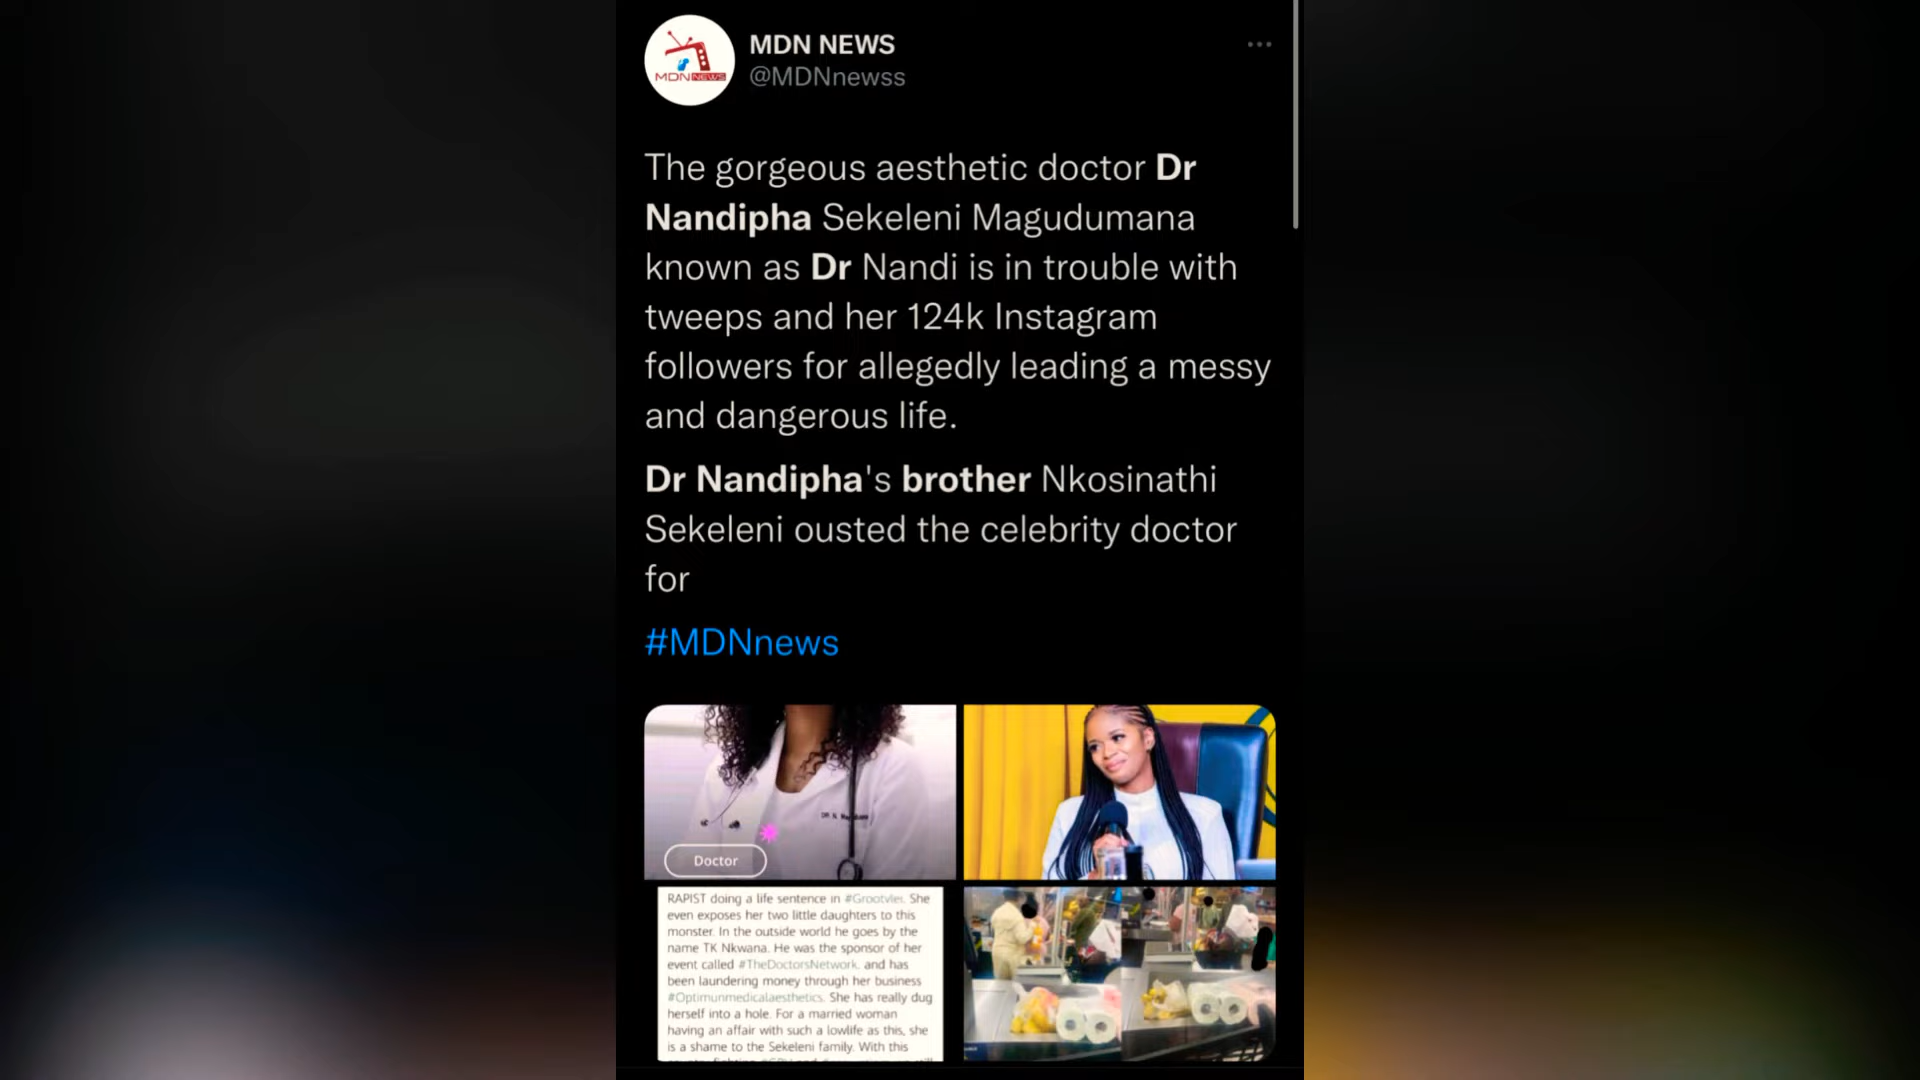 MDN NEWS
MDN NEWS
@MDNnewss
The gorgeous aesthetic doctor Dr
Nandipha Sekeleni Magudumana
known as Dr Nandi is in trouble with
tweeps and her 124k Instagram
followers for allegedly leading a messy
and dangerous life.
Dr Nandipha's brother Nkosinathi
Sekeleni ousted the celebrity doctor
for
#MDNnews
DR N.
Doctor
RAPIST doing a life sentence in #Grootvlei. She
even exposes her two little daughters to this
monster. In the outside world he goes by the
name TK Nkwana. He was the sponsor of her
event called #TheDoctorsNetwork. and has
been laundering money through her business
#Optimunmedicalaesthetics. She has really dug
herself into a hole. For a married woman
having an affair with such a lowlife as this, she
is a shame to the Sekeleni family. With this